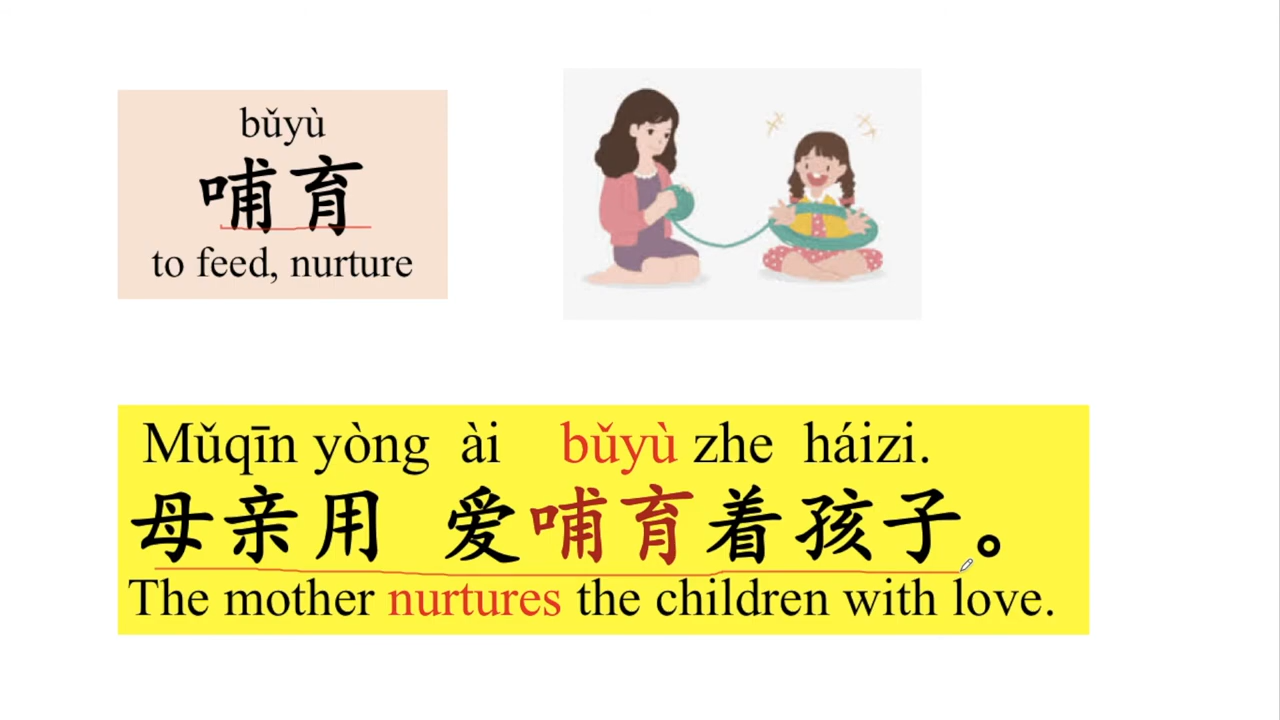 bǔyù
哺育
to feed, nurture
Mǔqīn yòng ài bǔyù zhe háizi.
母亲用 爱哺育着孩子。
The mother nurtures the children with love.